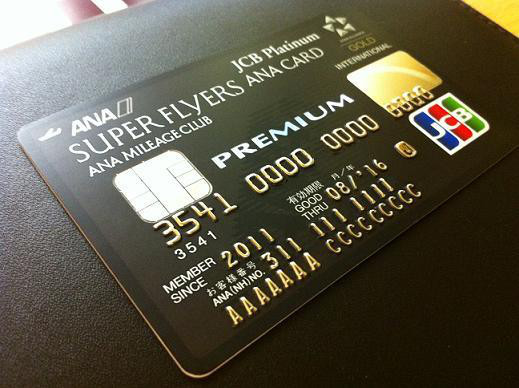 ANA
SUPER FLYERS
ANA MILEAGE CLUB
JCB Platinum
ANA CARD
PREMIUM
GOLD
INTERNATIONAL
JCB
3541 0000 0000 0000
3541
有効期限 月/年
GOOD THRU 08/'16
MEMBER SINCE 2011
お客様番号
ANA(NH)NO. 311 111 1111
AAAAAAA CCCCCCCCC